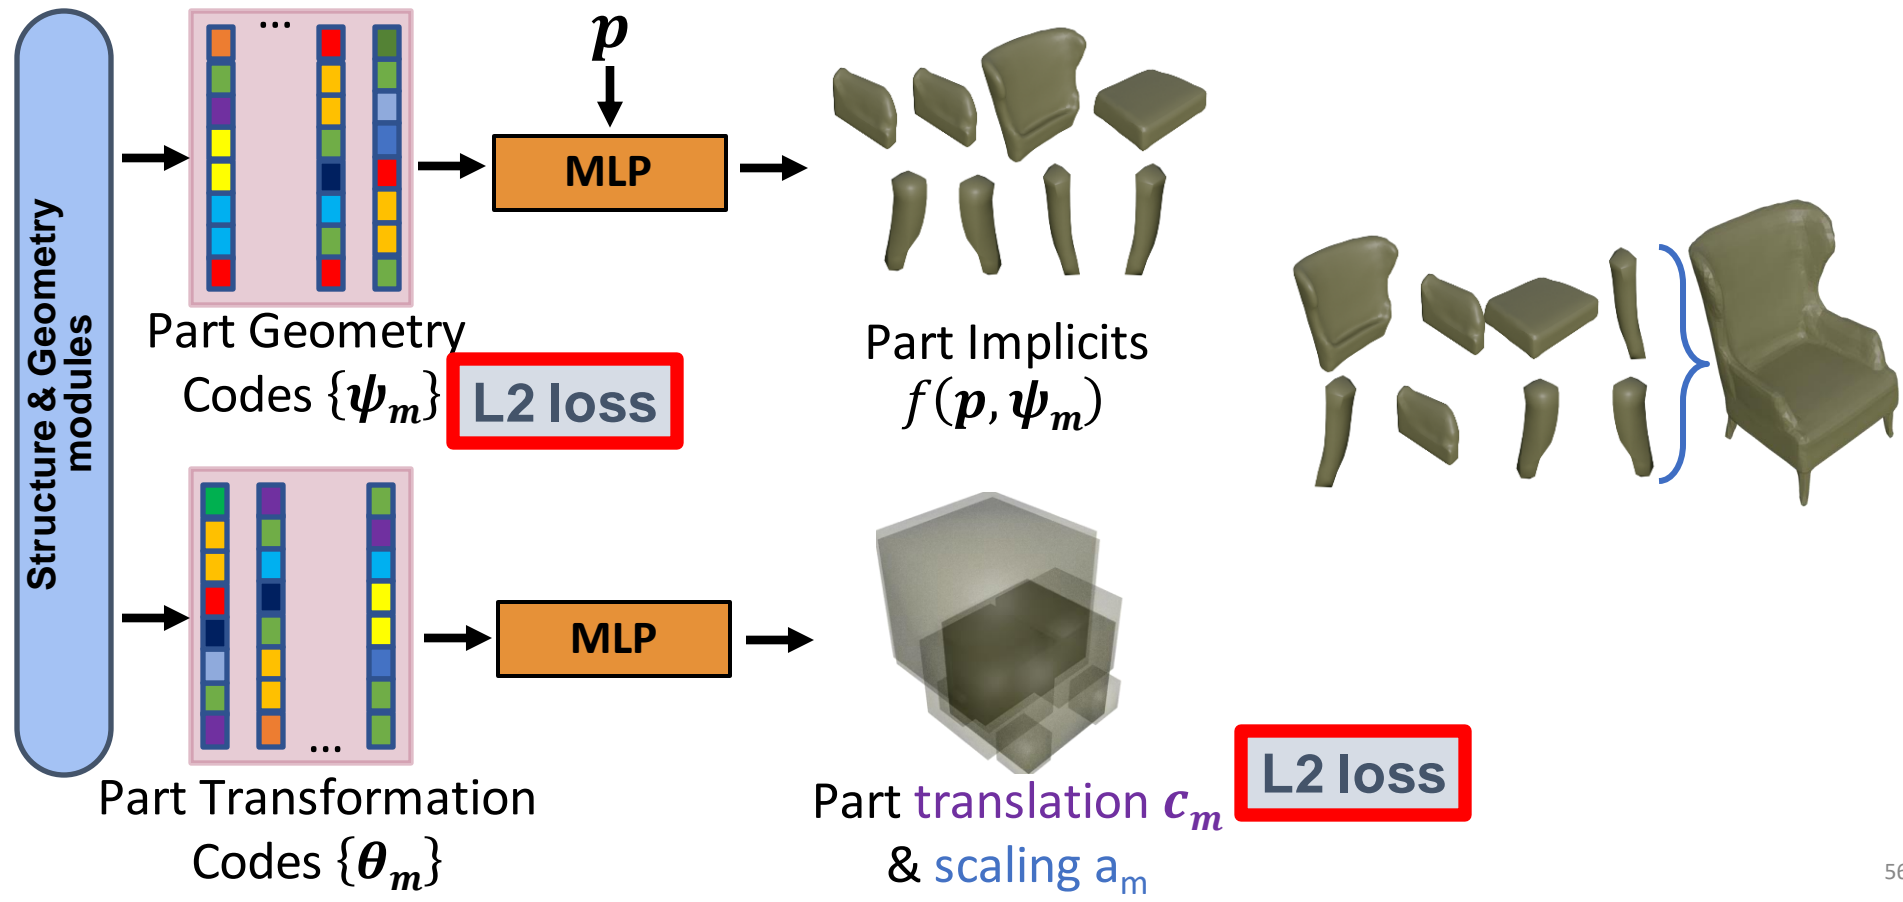 Structure & Geometry
modules
...
p
MLP
Part Geometry
Codes {ψₘ}
L2 loss
Part Implicits
f(p, ψₘ)
...
MLP
Part Transformation
Codes {θₘ}
Part translation cₘ
& scaling aₘ
L2 loss
56